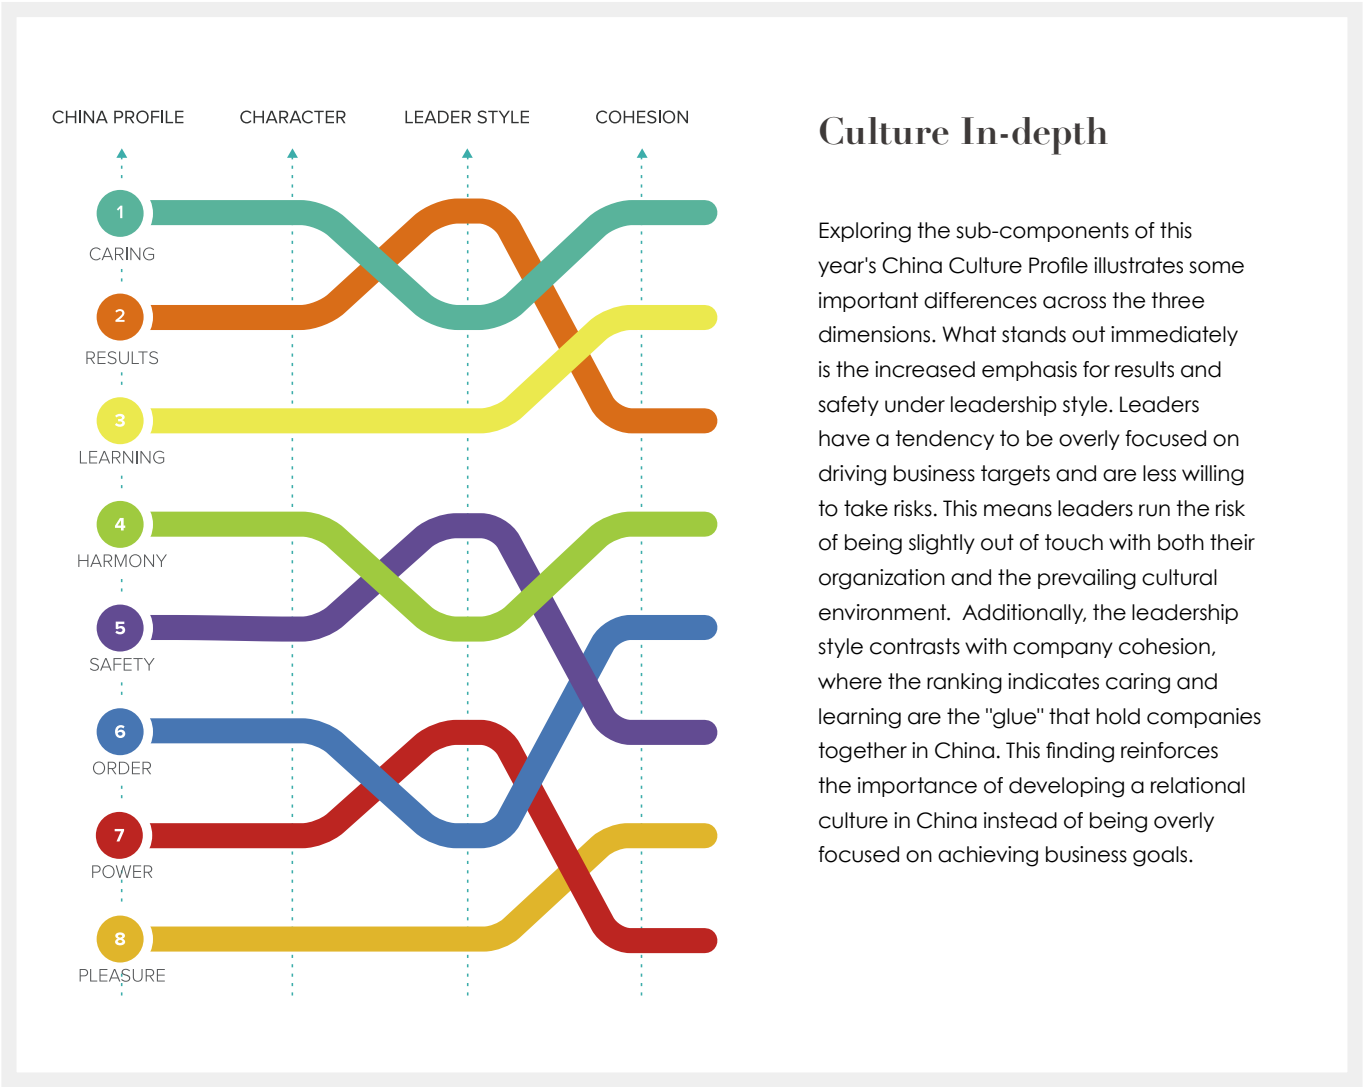 CHINA PROFILE
CHARACTER
LEADER STYLE
COHESION
1
CARING
2
RESULTS
3
LEARNING
4
HARMONY
5
SAFETY
6
ORDER
7
POWER
8
PLEASURE
Culture In-depth
Exploring the sub-components of this
year's China Culture Profile illustrates some
important differences across the three
dimensions. What stands out immediately
is the increased emphasis for results and
safety under leadership style. Leaders
have a tendency to be overly focused on
driving business targets and are less willing
to take risks. This means leaders run the risk
of being slightly out of touch with both their
organization and the prevailing cultural
environment.  Additionally, the leadership
style contrasts with company cohesion,
where the ranking indicates caring and
learning are the "glue" that hold companies
together in China. This finding reinforces
the importance of developing a relational
culture in China instead of being overly
focused on achieving business goals.